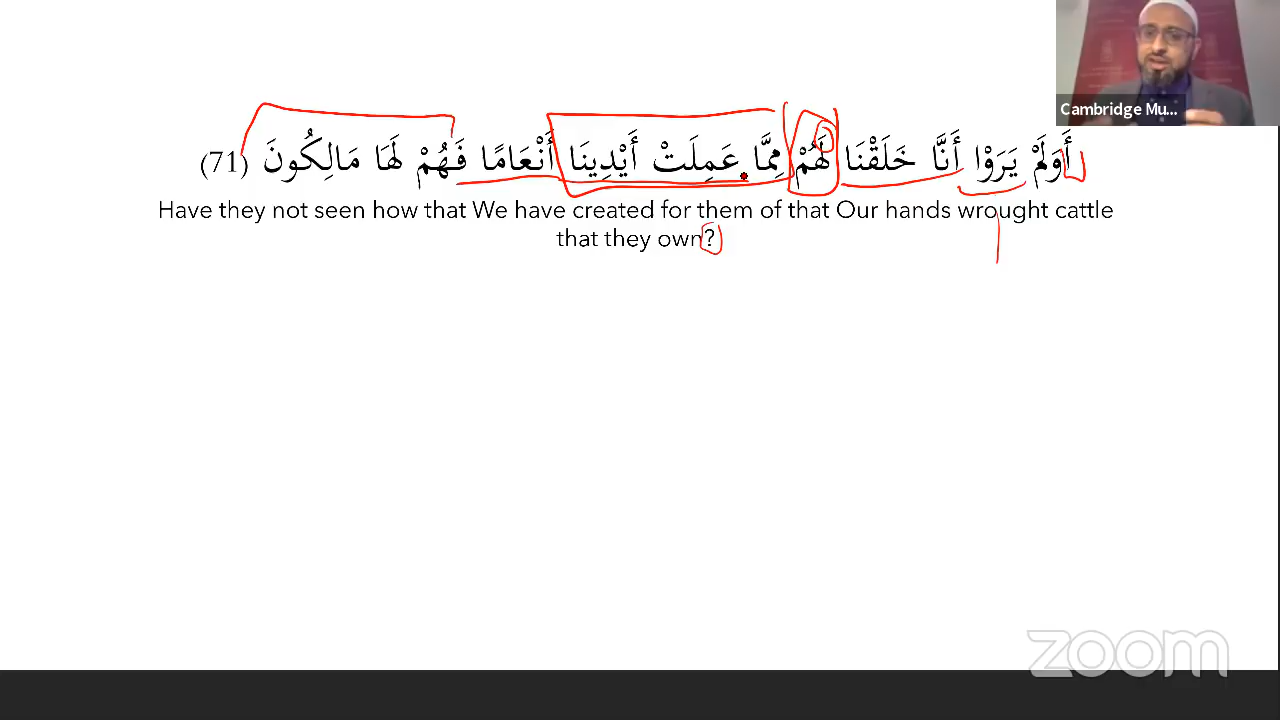 Cambridge Mu...
أَوَلَمْ يَرَوْا أَنَّا خَلَقْنَا لَهُمْ مِمَّا عَمِلَتْ أَيْدِينَا أَنْعَامًا فَهُمْ لَهَا مَالِكُونَ (71)
Have they not seen how that We have created for them of that Our hands wrought cattle
that they own?
zoom